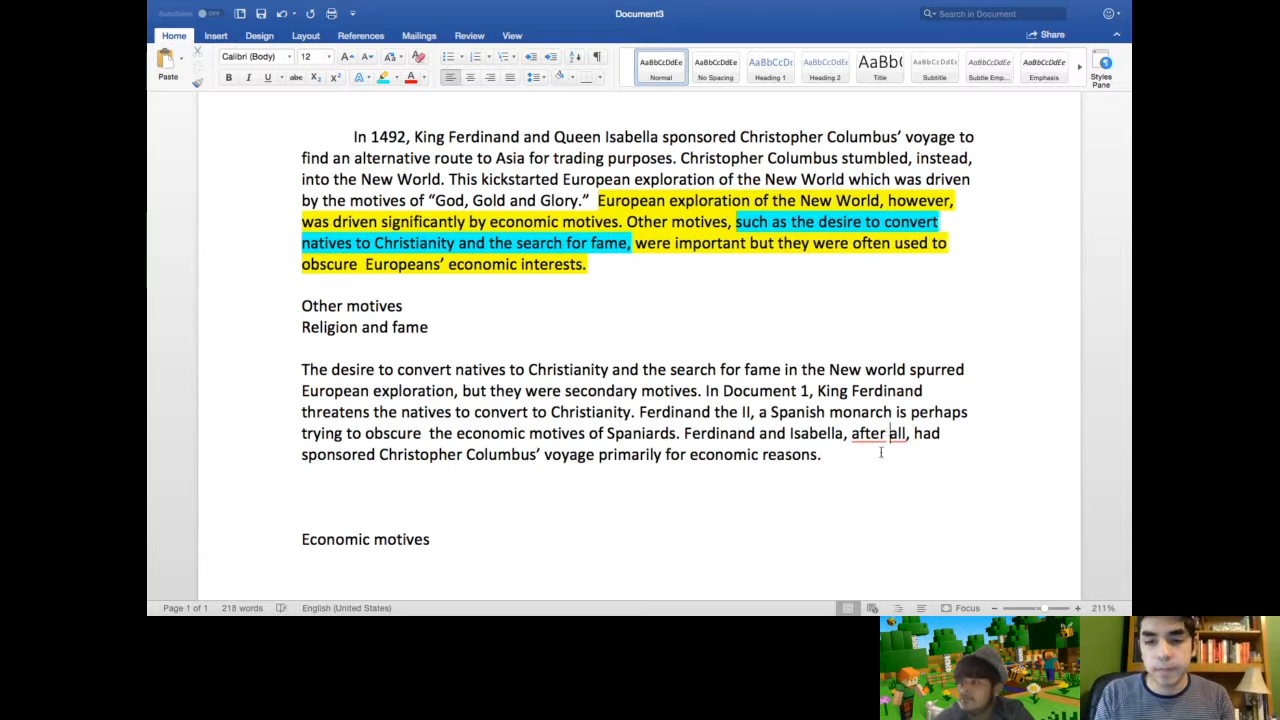 AutoSave OFF
Document3
Search in Document
Home Insert Design Layout References Mailings Review View
Share
Paste
Calibri (Body) 12
AaBbCcDdEe AaBbCcDdEe AaBbCcDc AaBbCcDdEe AaBb( AaBbCcDdEe AaBbCcDdEe AaBbCcDdEe
Normal No Spacing Heading 1 Heading 2 Title Subtitle Subtle Emp... Emphasis
Styles
Pane
In 1492, King Ferdinand and Queen Isabella sponsored Christopher Columbus’ voyage to
find an alternative route to Asia for trading purposes. Christopher Columbus stumbled, instead,
into the New World. This kickstarted European exploration of the New World which was driven
by the motives of “God, Gold and Glory.” European exploration of the New World, however,
was driven significantly by economic motives. Other motives, such as the desire to convert
natives to Christianity and the search for fame, were important but they were often used to
obscure Europeans’ economic interests.
Other motives
Religion and fame
The desire to convert natives to Christianity and the search for fame in the New world spurred
European exploration, but they were secondary motives. In Document 1, King Ferdinand
threatens the natives to convert to Christianity. Ferdinand the II, a Spanish monarch is perhaps
trying to obscure the economic motives of Spaniards. Ferdinand and Isabella, after all, had
sponsored Christopher Columbus’ voyage primarily for economic reasons.
Economic motives
Page 1 of 1 218 words English (United States) Focus 211%